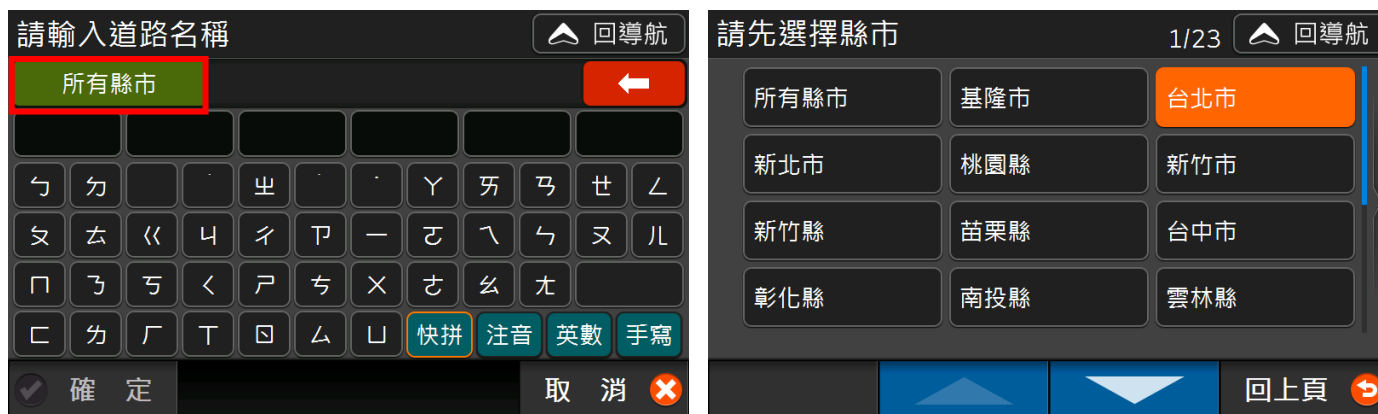 請輸入道路名稱
回導航
所有縣市
ㄅ ㄉ ˙ ㄓ ˙ ˙ ㄚ ㄞ ㄢ ㄝ ㄥ
ㄆ ㄊ ㄍ ㄐ ㄔ ㄗ ㄧ ㄛ ㄟ ㄣ ㄡ ㄦ
ㄇ ㄋ ㄎ ㄑ ㄕ ㄘ ㄨ ㄜ ㄠ ㄤ
ㄈ ㄌ ㄏ ㄒ ㄖ ㄙ ㄩ 快拼 注音 英數 手寫
確 定
取 消
請先選擇縣市
1/23
回導航
所有縣市 基隆市 台北市
新北市 桃園縣 新竹市
新竹縣 苗栗縣 台中市
彰化縣 南投縣 雲林縣
回上頁